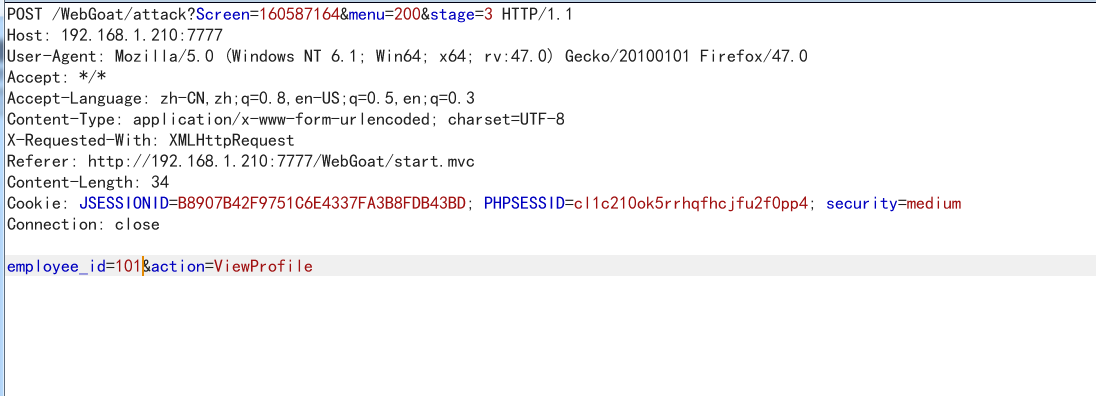 POST /WebGoat/attack?Screen=160587164&menu=200&stage=3 HTTP/1.1
Host: 192.168.1.210:7777
User-Agent: Mozilla/5.0 (Windows NT 6.1; Win64; x64; rv:47.0) Gecko/20100101 Firefox/47.0
Accept: */*
Accept-Language: zh-CN,zh;q=0.8,en-US;q=0.5,en;q=0.3
Content-Type: application/x-www-form-urlencoded; charset=UTF-8
X-Requested-With: XMLHttpRequest
Referer: http://192.168.1.210:7777/WebGoat/start.mvc
Content-Length: 34
Cookie: JSESSIONID=B8907B42F9751C6E4337FA3B8FDB43BD; PHPSESSID=cl1c210ok5rrhqfhcjfu2f0pp4; security=medium
Connection: close
employee_id=101&action=ViewProfile